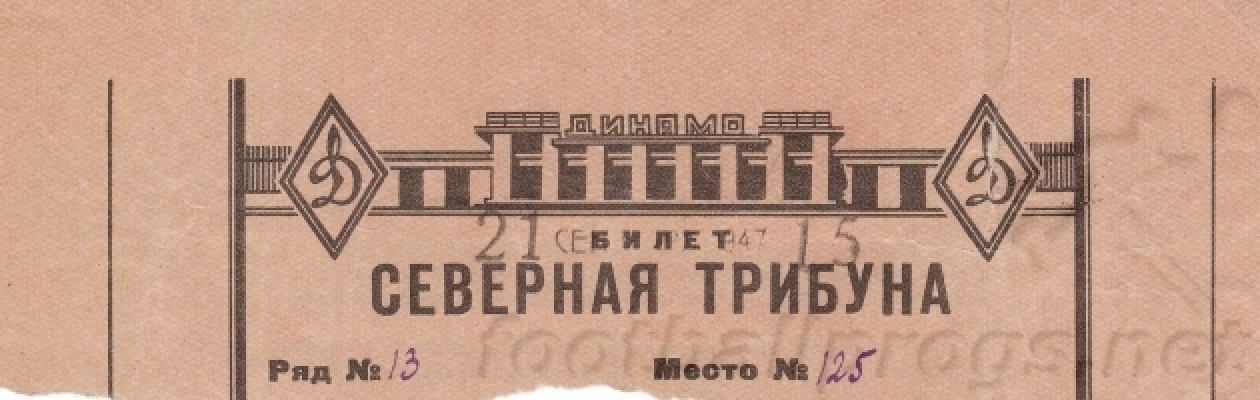 ДИНАМО
21 СЕ 947 15
БИЛЕТ
СЕВЕРНАЯ ТРИБУНА
Ряд № 13 Место № 125
footballprogs.net